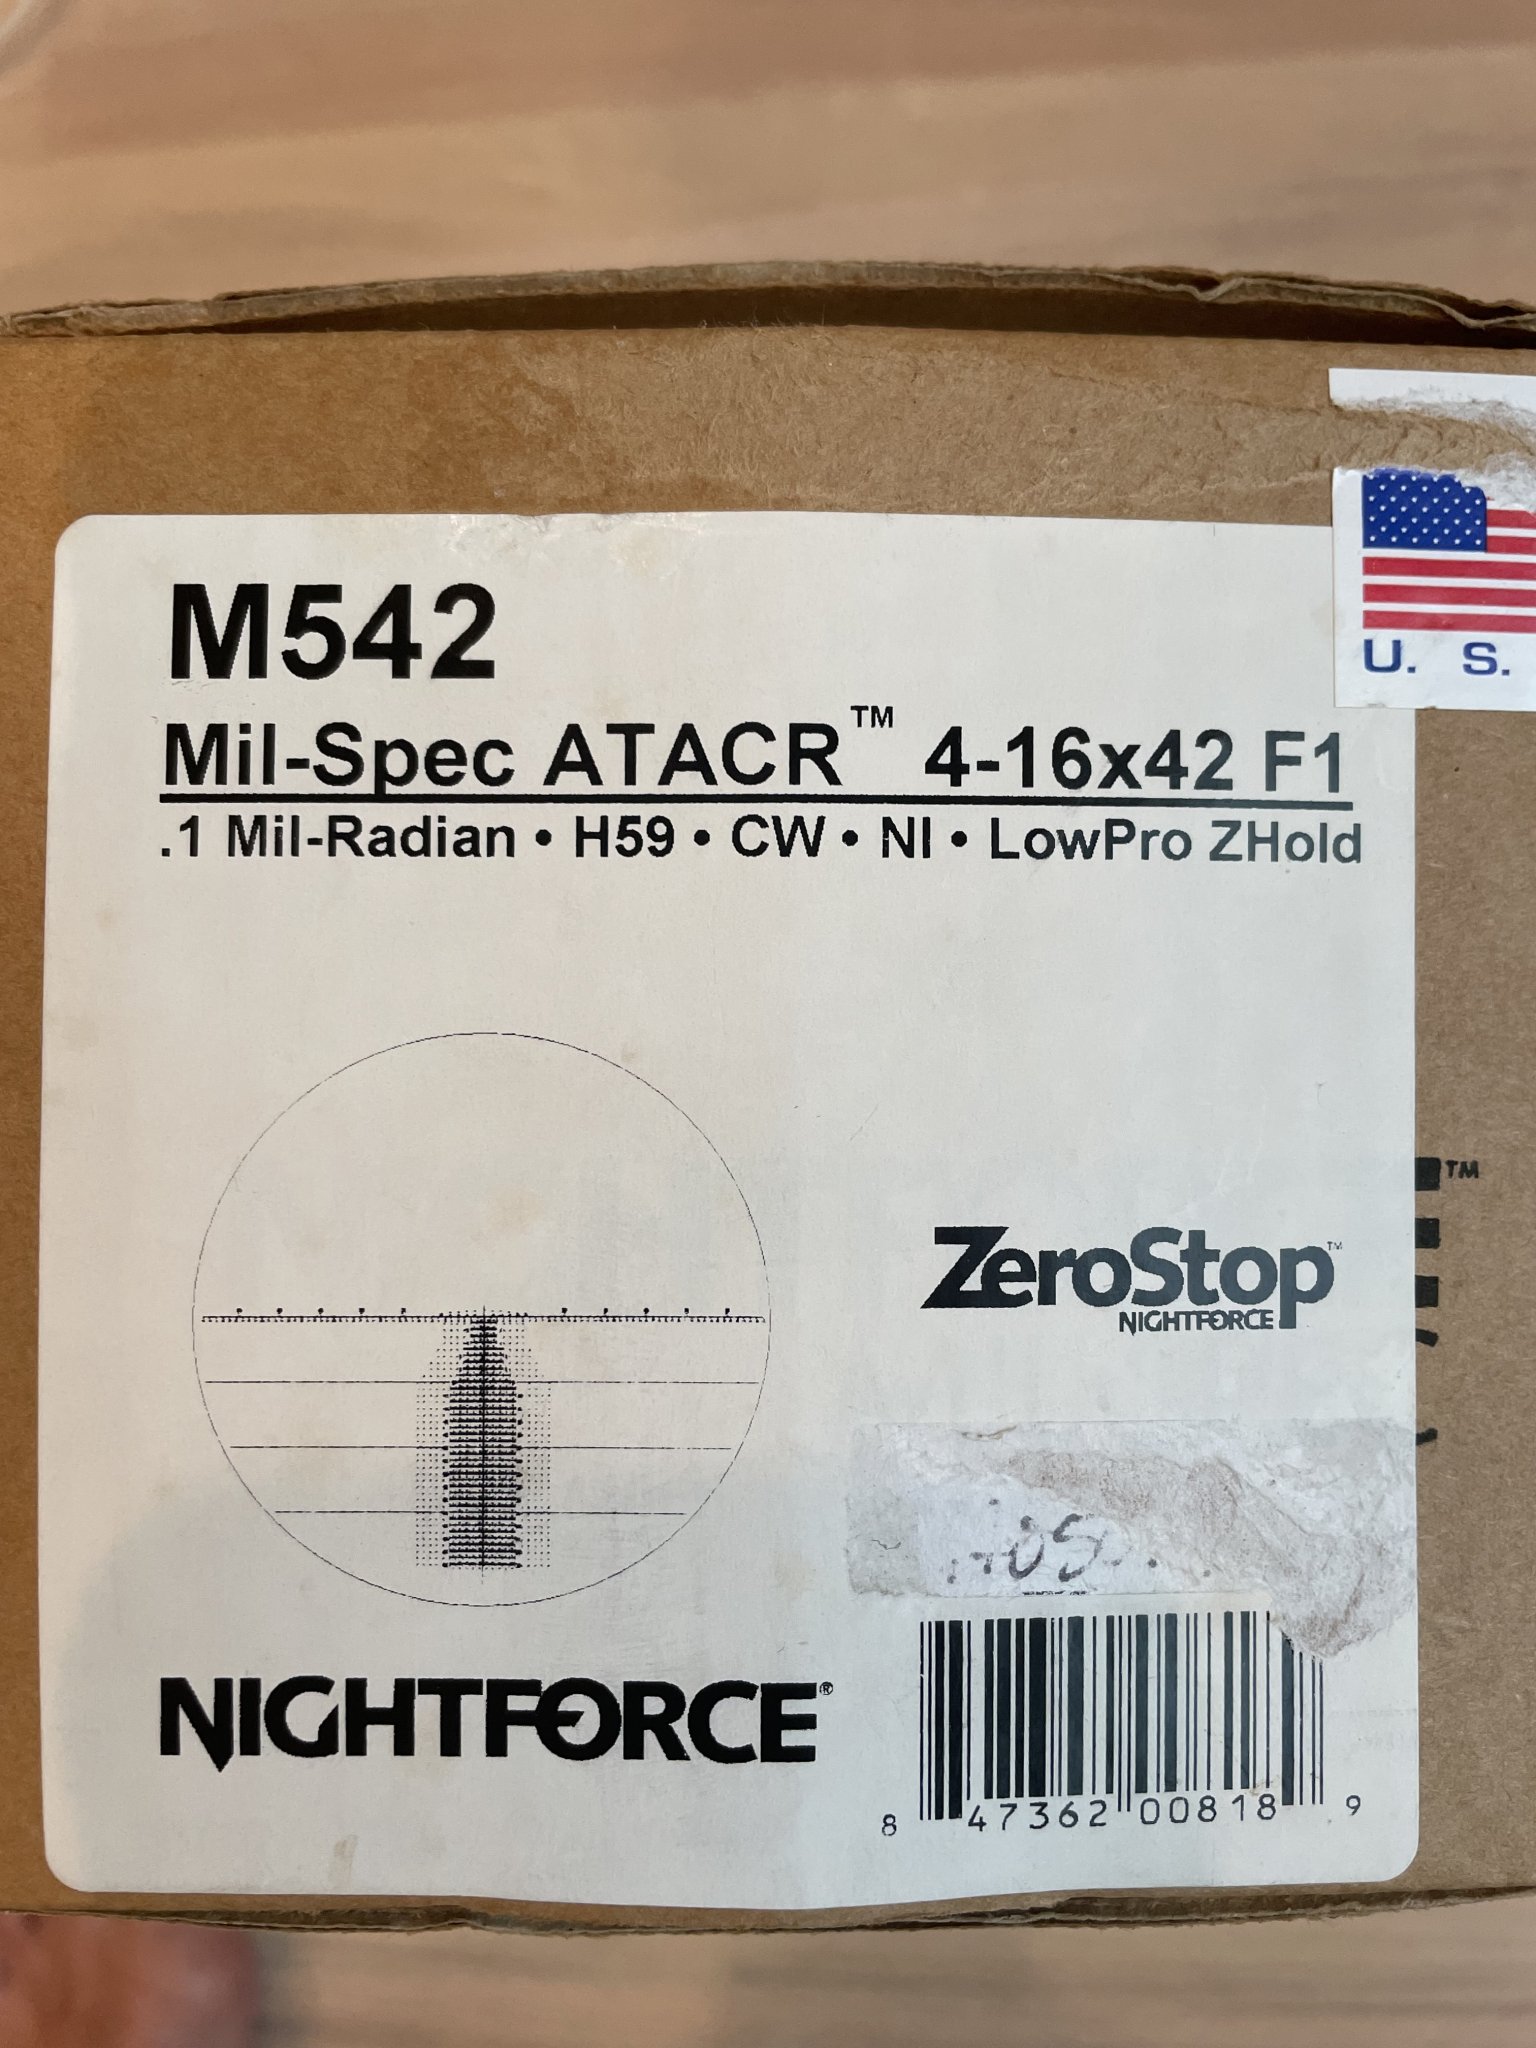 M542
U. S.
Mil-Spec ATACR™ 4-16x42 F1
.1 Mil-Radian • H59 • CW • NI • LowPro ZHold
™
ZeroStop™
NIGHTFORCE
NIGHTFORCE®
8 47362 00818 9